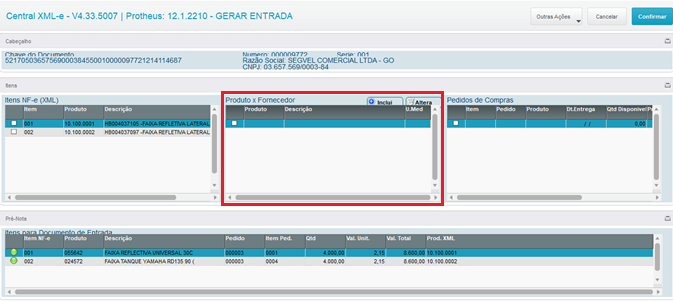 Central XML-e - V4.33.5007 | Protheus: 12.1.2210 - GERAR ENTRADA
Outras Ações
Cancelar
Confirmar
Cabeçalho
Chave do Documento Numero: 000009772 Serie: 001
52170503657569000384550010000097721214114687 Razão Social: SEGVEL COMERCIAL LTDA - GO
CNPJ: 03.657.569/0003-84
Itens
Itens NF-e (XML)
Item Produto Descrição
001 10.100.0001 HB004037105 -FAIXA REFLETIVA LATERAL
002 10.100.0002 HB004037097 -FAIXA REFLETIVA LATERAL
Produto x Fornecedor
Inclui
Altera
Produto Descrição U.Med
Pedidos de Compras
Item Pedido Produto Dt.Entrega Qtd Disponivel
/ / 0,00
Pré-Nota
Itens para Documento de Entrada
Item NF-e Produto Descrição Pedido Item Ped. Qtd Val. Unit. Val. Total Prod. XML
001 055642 FAIXA REFLECTIVA UNIVERSAL 30C 000003 0001 4.000,00 2,15 8.600,00 10.100.0001
002 024572 FAIXA TANQUE YAMAHA RD135 90 ( 000003 0004 4.000,00 2,15 8.600,00 10.100.0002